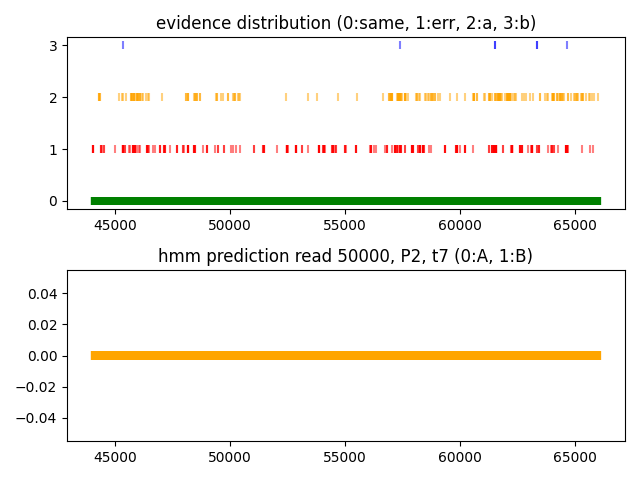 evidence distribution (0:same, 1:err, 2:a, 3:b)
3
2
1
0
45000 50000 55000 60000 65000
hmm prediction read 50000, P2, t7 (0:A, 1:B)
0.04
0.02
0.00
−0.02
−0.04
45000 50000 55000 60000 65000